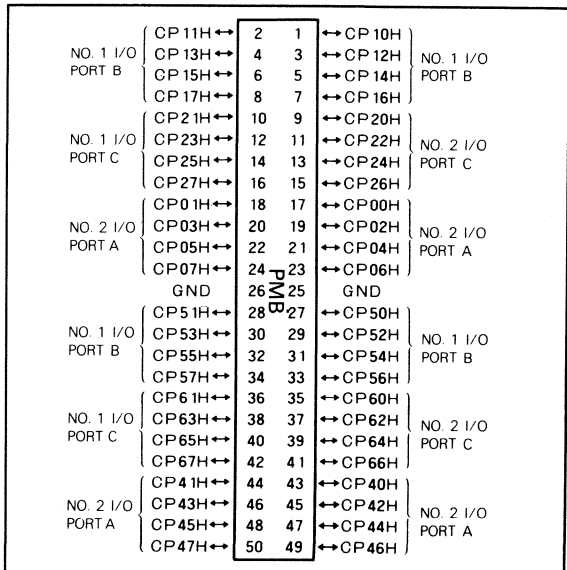 CP11H↔ 2 1 ↔CP10H
NO. 1 I/O CP13H↔ 4 3 ↔CP12H NO. 1 I/O
PORT B CP15H↔ 6 5 ↔CP14H PORT B
CP17H↔ 8 7 ↔CP16H
CP21H↔ 10 9 ↔CP20H
NO. 1 I/O CP23H↔ 12 11 ↔CP22H NO. 2 I/O
PORT C CP25H↔ 14 13 ↔CP24H PORT C
CP27H↔ 16 15 ↔CP26H
CP01H↔ 18 17 ↔CP00H
NO. 2 I/O CP03H↔ 20 19 ↔CP02H NO. 2 I/O
PORT A CP05H↔ 22 21 ↔CP04H PORT A
CP07H↔ 24 23 ↔CP06H
GND 26 25 GND
PMB
CP51H↔ 28 27 ↔CP50H
NO. 1 I/O CP53H↔ 30 29 ↔CP52H NO. 1 I/O
PORT B CP55H↔ 32 31 ↔CP54H PORT B
CP57H↔ 34 33 ↔CP56H
CP61H↔ 36 35 ↔CP60H
NO. 1 I/O CP63H↔ 38 37 ↔CP62H NO. 2 I/O
PORT C CP65H↔ 40 39 ↔CP64H PORT C
CP67H↔ 42 41 ↔CP66H
CP41H↔ 44 43 ↔CP40H
NO. 2 I/O CP43H↔ 46 45 ↔CP42H NO. 2 I/O
PORT A CP45H↔ 48 47 ↔CP44H PORT A
CP47H↔ 50 49 ↔CP46H